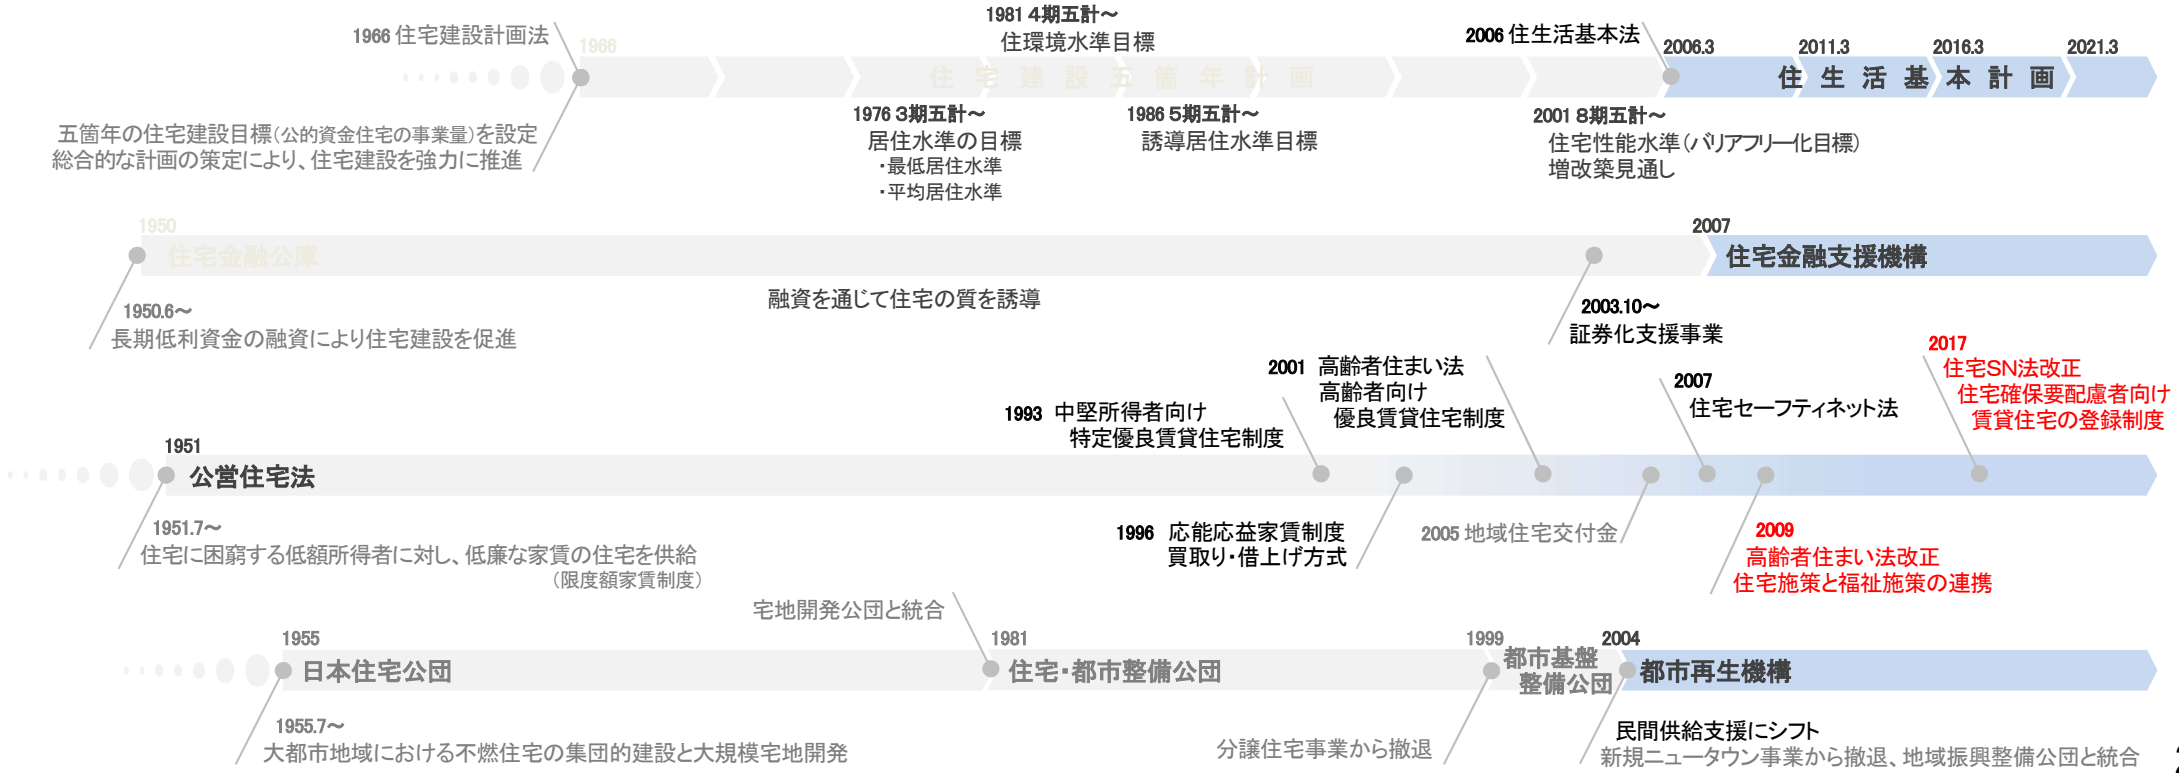 1981 4期五計～
住環境水準目標
1966 住宅建設計画法
1966
2006 住生活基本法
2006.3
2011.3
2016.3
2021.3
住宅建設五箇年計画
住生活基本計画
五箇年の住宅建設目標(公的資金住宅の事業量)を設定
総合的な計画の策定により、住宅建設を強力に推進
1976 3期五計～
居住水準の目標
・最低居住水準
・平均居住水準
1986 5期五計～
誘導居住水準目標
2001 8期五計～
住宅性能水準(バリアフリー化目標)
増改築見通し
1950
住宅金融公庫
2007
住宅金融支援機構
1950.6～
長期低利資金の融資により住宅建設を促進
融資を通じて住宅の質を誘導
2003.10～
証券化支援事業
1993 中堅所得者向け
特定優良賃貸住宅制度
2001 高齢者住まい法
高齢者向け
優良賃貸住宅制度
2007
住宅セーフティネット法
2017
住宅SN法改正
住宅確保要配慮者向け
賃貸住宅の登録制度
1951
公営住宅法
1951.7～
住宅に困窮する低額所得者に対し、低廉な家賃の住宅を供給
(限度額家賃制度)
1996 応能応益家賃制度
買取り・借上げ方式
2005 地域住宅交付金
2009
高齢者住まい法改正
住宅施策と福祉施策の連携
宅地開発公団と統合
1955
日本住宅公団
1981
住宅・都市整備公団
1999
都市基盤
整備公団
2004
都市再生機構
1955.7～
大都市地域における不燃住宅の集団的建設と大規模宅地開発
分譲住宅事業から撤退
民間供給支援にシフト
新規ニュータウン事業から撤退、地域振興整備公団と統合